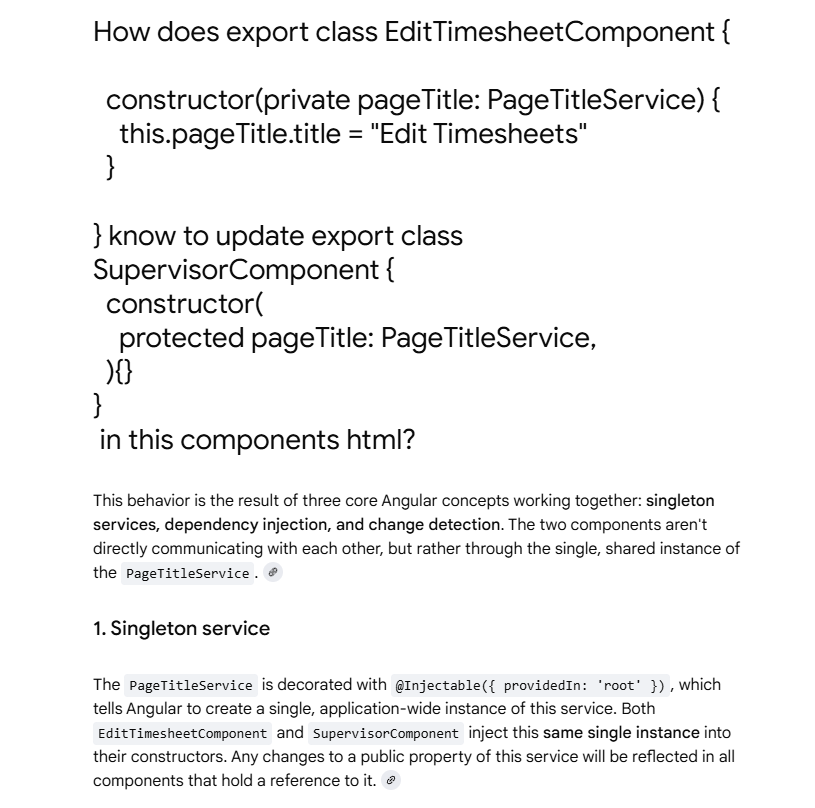 How does export class EditTimesheetComponent {
constructor(private pageTitle: PageTitleService) {
this.pageTitle.title = "Edit Timesheets"
}
} know to update export class
SupervisorComponent {
constructor(
protected pageTitle: PageTitleService,
){}
}
in this components html?
This behavior is the result of three core Angular concepts working together: singleton
services, dependency injection, and change detection. The two components aren't
directly communicating with each other, but rather through the single, shared instance of
the PageTitleService.
1. Singleton service
The PageTitleService is decorated with @Injectable({ providedIn: 'root' }), which
tells Angular to create a single, application-wide instance of this service. Both
EditTimesheetComponent and SupervisorComponent inject this same single instance into
their constructors. Any changes to a public property of this service will be reflected in all
components that hold a reference to it.